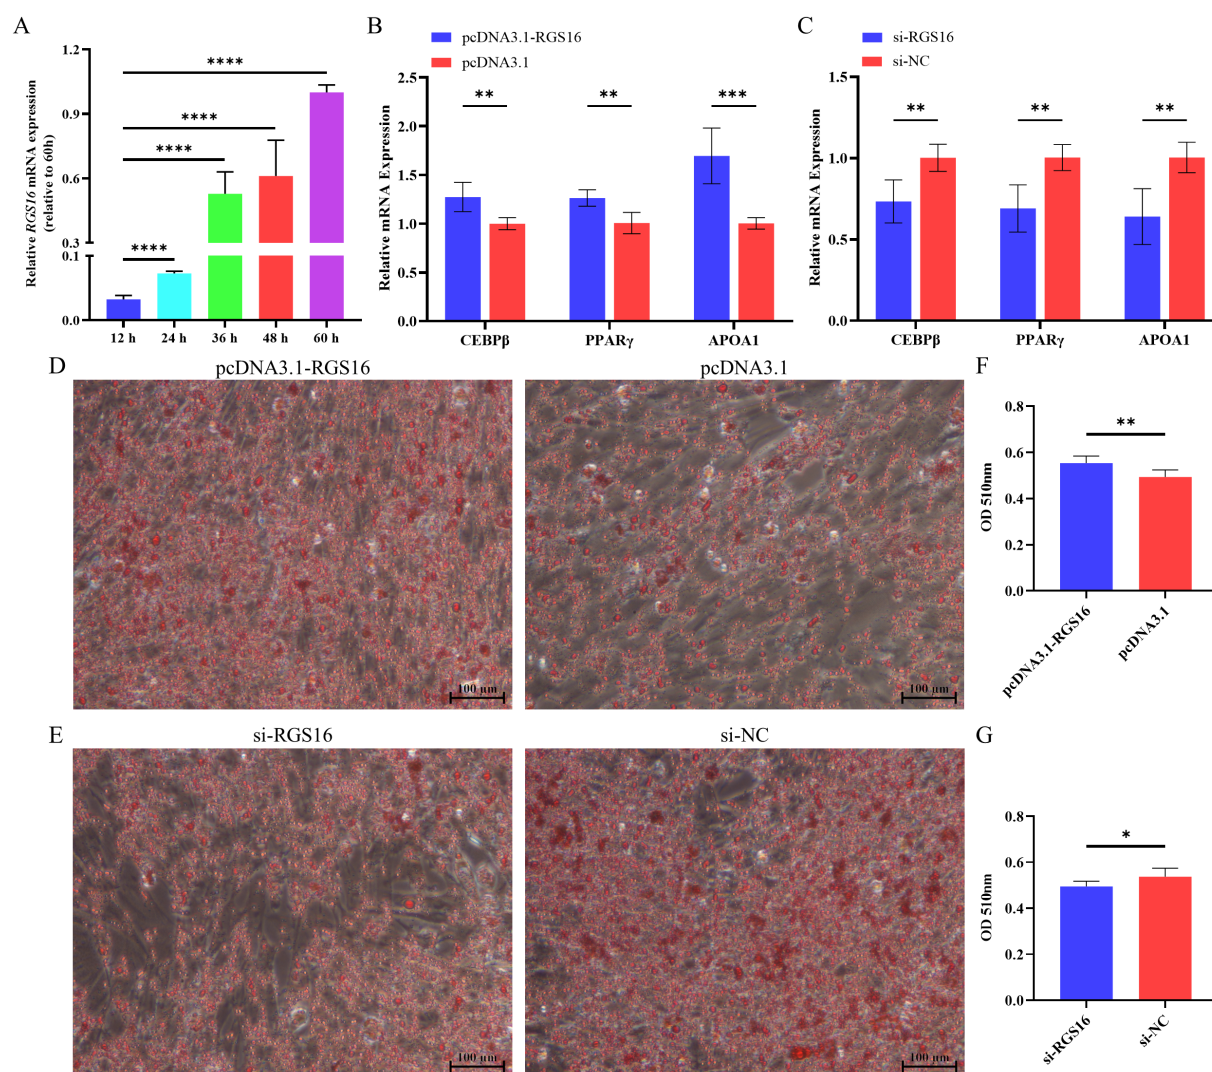 A
Relative RGS16 mRNA expression
(relative to 60h)
1.2
0.9
0.6
0.3
0.1
0.0
****
****
****
****
12 h 24 h 36 h 48 h 60 h
B
pcDNA3.1-RGS16
pcDNA3.1
Relative mRNA Expression
2.5
2.0
1.5
1.0
0.5
0.0
** ** ***
CEBPβ PPARγ APOA1
C
si-RGS16
si-NC
Relative mRNA Expression
1.5
1.0
0.5
0.0
** ** **
CEBPβ PPARγ APOA1
D
pcDNA3.1-RGS16
pcDNA3.1
100 μm
100 μm
E
si-RGS16
si-NC
100 μm
100 μm
F
OD 510nm
0.8
0.6
0.4
0.2
0.0
**
pcDNA3.1-RGS16
pcDNA3.1
G
OD 510nm
0.8
0.6
0.4
0.2
0.0
*
si-RGS16
si-NC